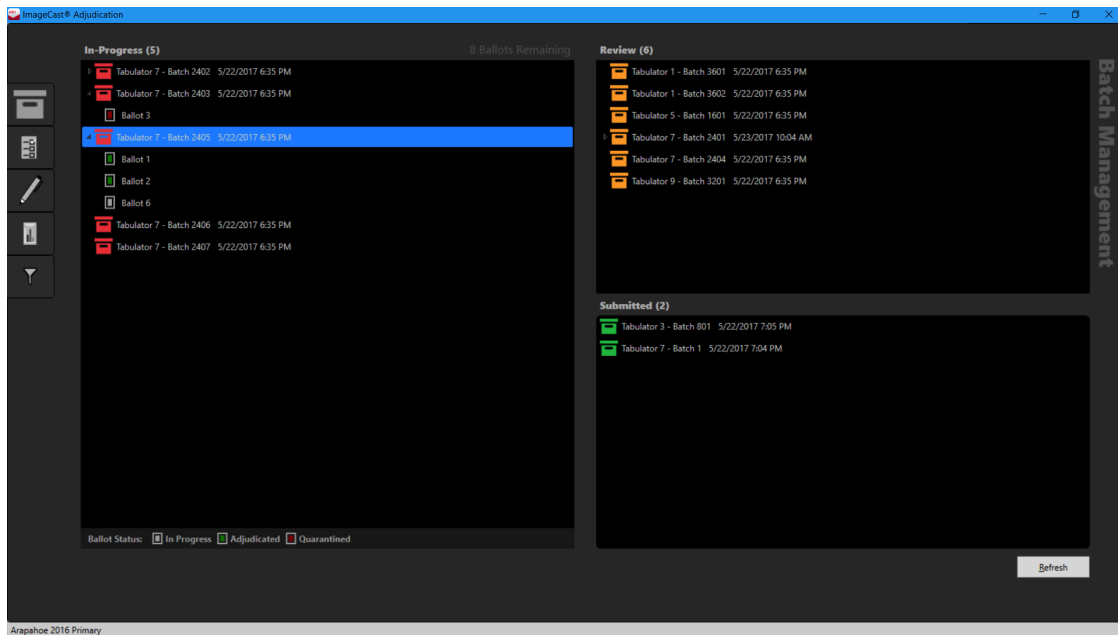 ImageCast® Adjudication
In-Progress (5)
8 Ballots Remaining
Tabulator 7 - Batch 2402 5/22/2017 6:35 PM
Tabulator 7 - Batch 2403 5/22/2017 6:35 PM
Ballot 3
Tabulator 7 - Batch 2405 5/22/2017 6:35 PM
Ballot 1
Ballot 2
Ballot 6
Tabulator 7 - Batch 2406 5/22/2017 6:35 PM
Tabulator 7 - Batch 2407 5/22/2017 6:35 PM
Ballot Status: In Progress Adjudicated Quarantined
Review (6)
Tabulator 1 - Batch 3601 5/22/2017 6:35 PM
Tabulator 1 - Batch 3602 5/22/2017 6:35 PM
Tabulator 5 - Batch 1601 5/22/2017 6:35 PM
Tabulator 7 - Batch 2401 5/23/2017 10:04 AM
Tabulator 7 - Batch 2404 5/22/2017 6:35 PM
Tabulator 9 - Batch 3201 5/22/2017 6:35 PM
Submitted (2)
Tabulator 3 - Batch 801 5/22/2017 7:05 PM
Tabulator 7 - Batch 1 5/22/2017 7:04 PM
Batch Management
Refresh
Arapahoe 2016 Primary